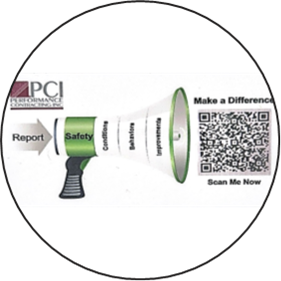 PCI
PERFORMANCE
CONTRACTING, INC.
Make a Difference
Report
Safety
Conditions
Behaviors
Improvements
Scan Me Now